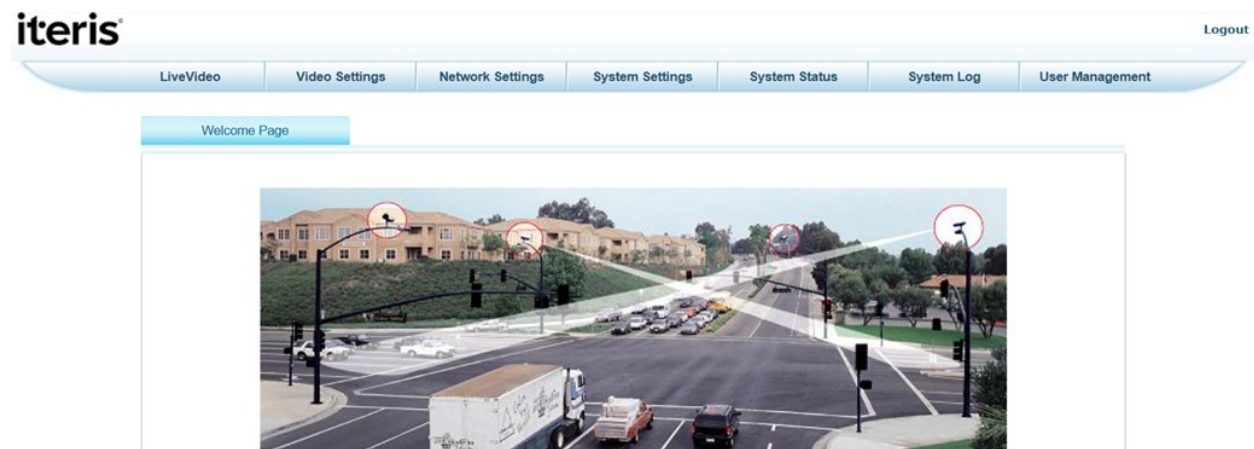 iteris
Logout
LiveVideo Video Settings Network Settings System Settings System Status System Log User Management
Welcome Page